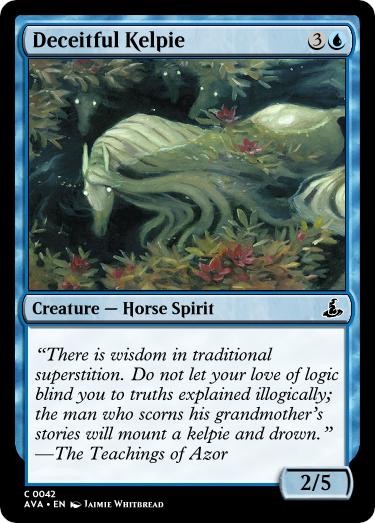 Deceitful Kelpie 3
Creature — Horse Spirit
“There is wisdom in traditional
superstition. Do not let your love of logic
blind you to truths explained illogically;
the man who scorns his grandmother’s
stories will mount a kelpie and drown.”
—The Teachings of Azor
2/5
C 0042
AVA • EN Jaimie Whitbread